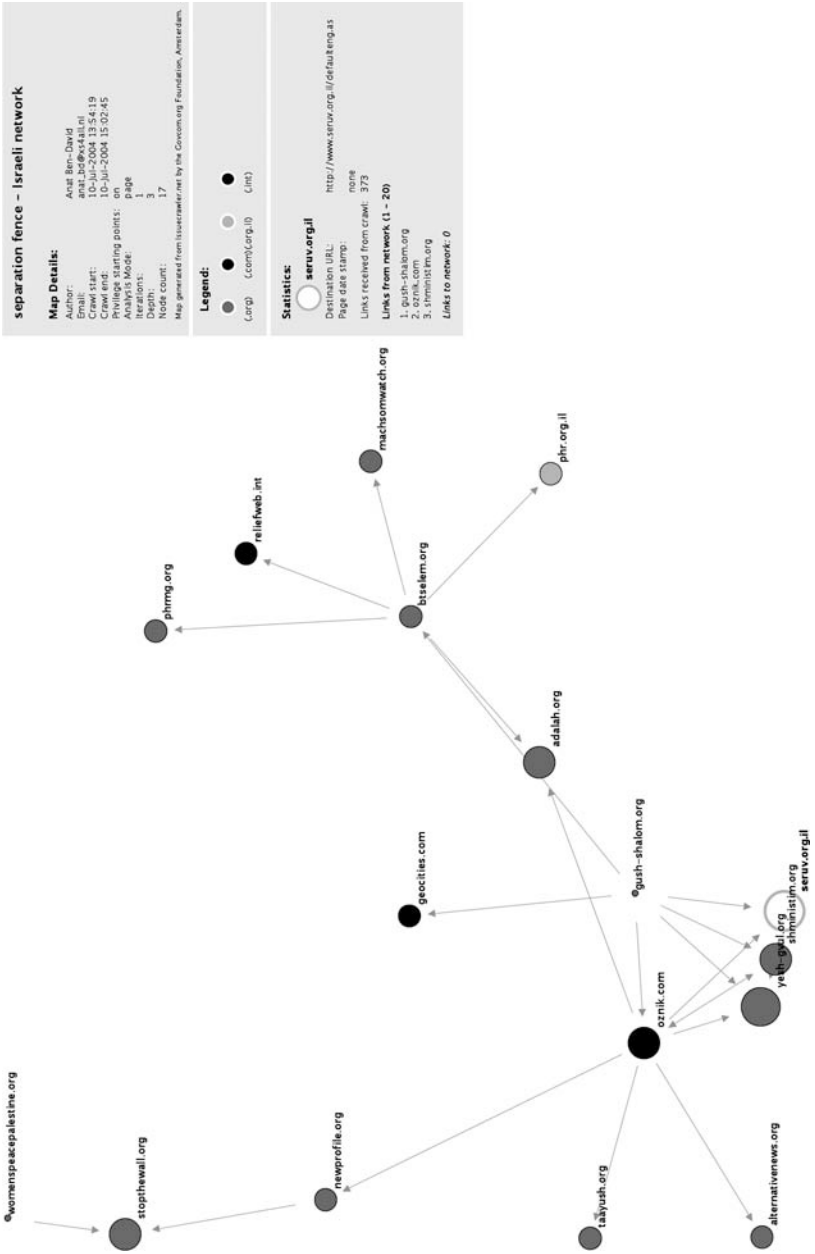 separation fence – Israeli network
Map Details:
Author: Anat Ben-David
Email: anat_bd@xs4all.nl
Crawl start: 10-Jul-2004 13:54:19
Crawl end: 10-Jul-2004 15:02:45
Privilege starting points: on
Analysis Mode: page
Iterations: 1
Depth: 3
Node count: 17
Map generated from Issuecrawler.net by the Govcom.org Foundation, Amsterdam.
Legend:
(.org) (.com)(.org.il) (.int)
Statistics:
seruv.org.il
Destination URL: http://www.seruv.org.il/defaulteng.as
Page date stamp: none
Links received from crawl: 373
Links from network (1 – 20)
1. gush-shalom.org
2. oznik.com
3. shministim.org
Links to network: 0
womenspeacepalestine.org
stopthewall.org
newprofile.org
taayush.org
alternativenews.org
oznik.com
geocities.com
gush-shalom.org
yesh-gvul.org
shministim.org
seruv.org.il
adalah.org
btselem.org
phrmg.org
reliefweb.int
machsomwatch.org
phr.org.il